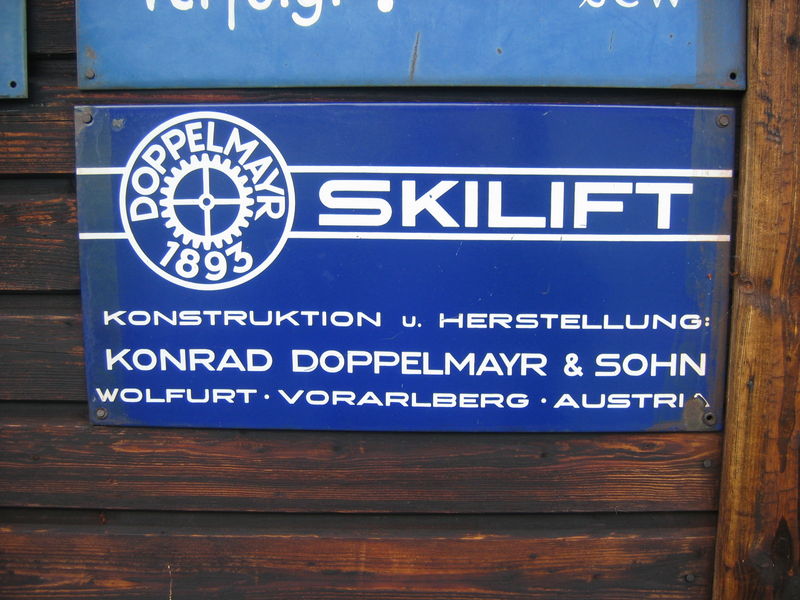 DOPPELMAYR
1893
SKILIFT
KONSTRUKTION u. HERSTELLUNG:
KONRAD DOPPELMAYR & SOHN
WOLFURT · VORARLBERG · AUSTRIA